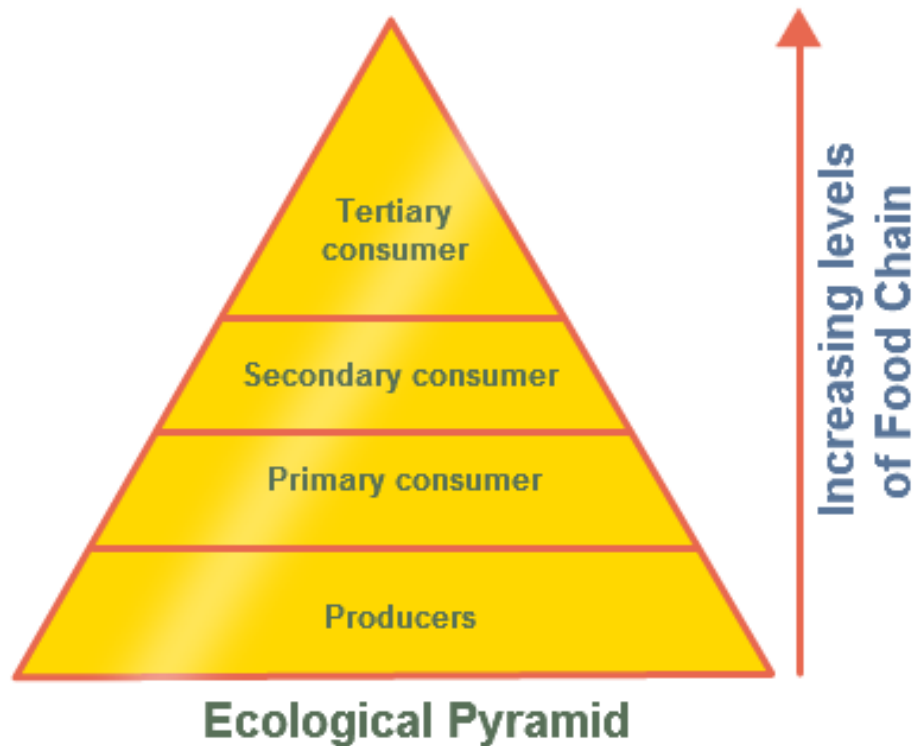 Tertiary
consumer
Secondary consumer
Primary consumer
Producers
Ecological Pyramid
Increasing levels
of Food Chain